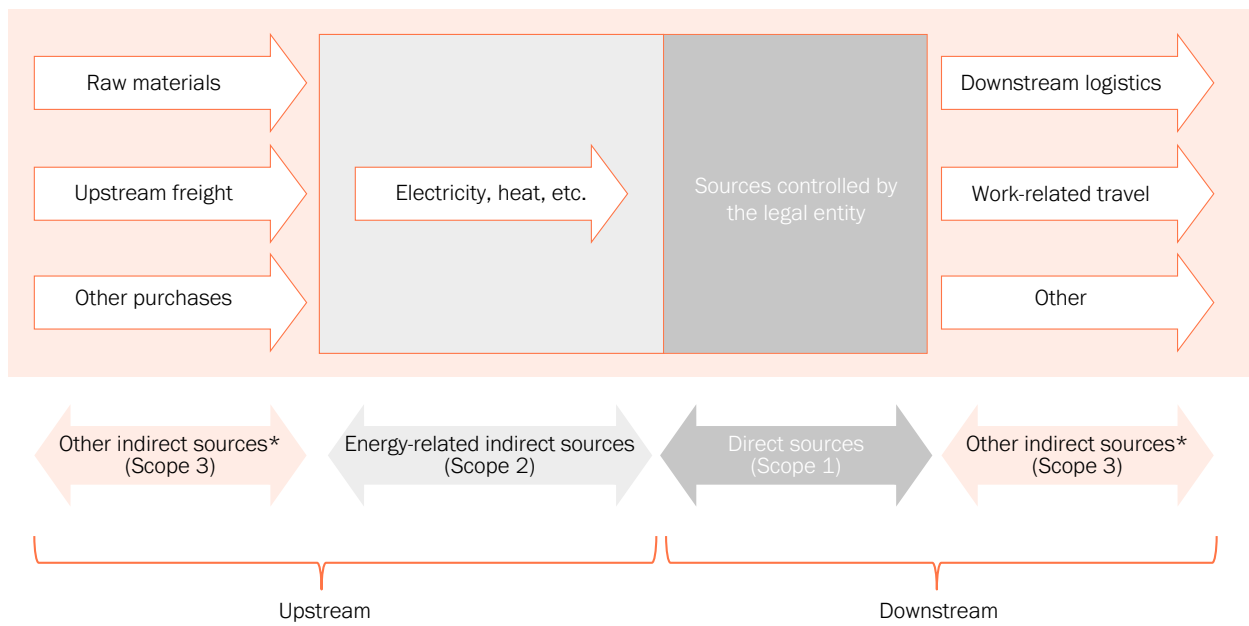 Raw materials
Upstream freight
Other purchases
Electricity, heat, etc.
Sources controlled by
the legal entity
Downstream logistics
Work-related travel
Other
Other indirect sources*
(Scope 3)
Energy-related indirect sources
(Scope 2)
Direct sources
(Scope 1)
Other indirect sources*
(Scope 3)
Upstream
Downstream